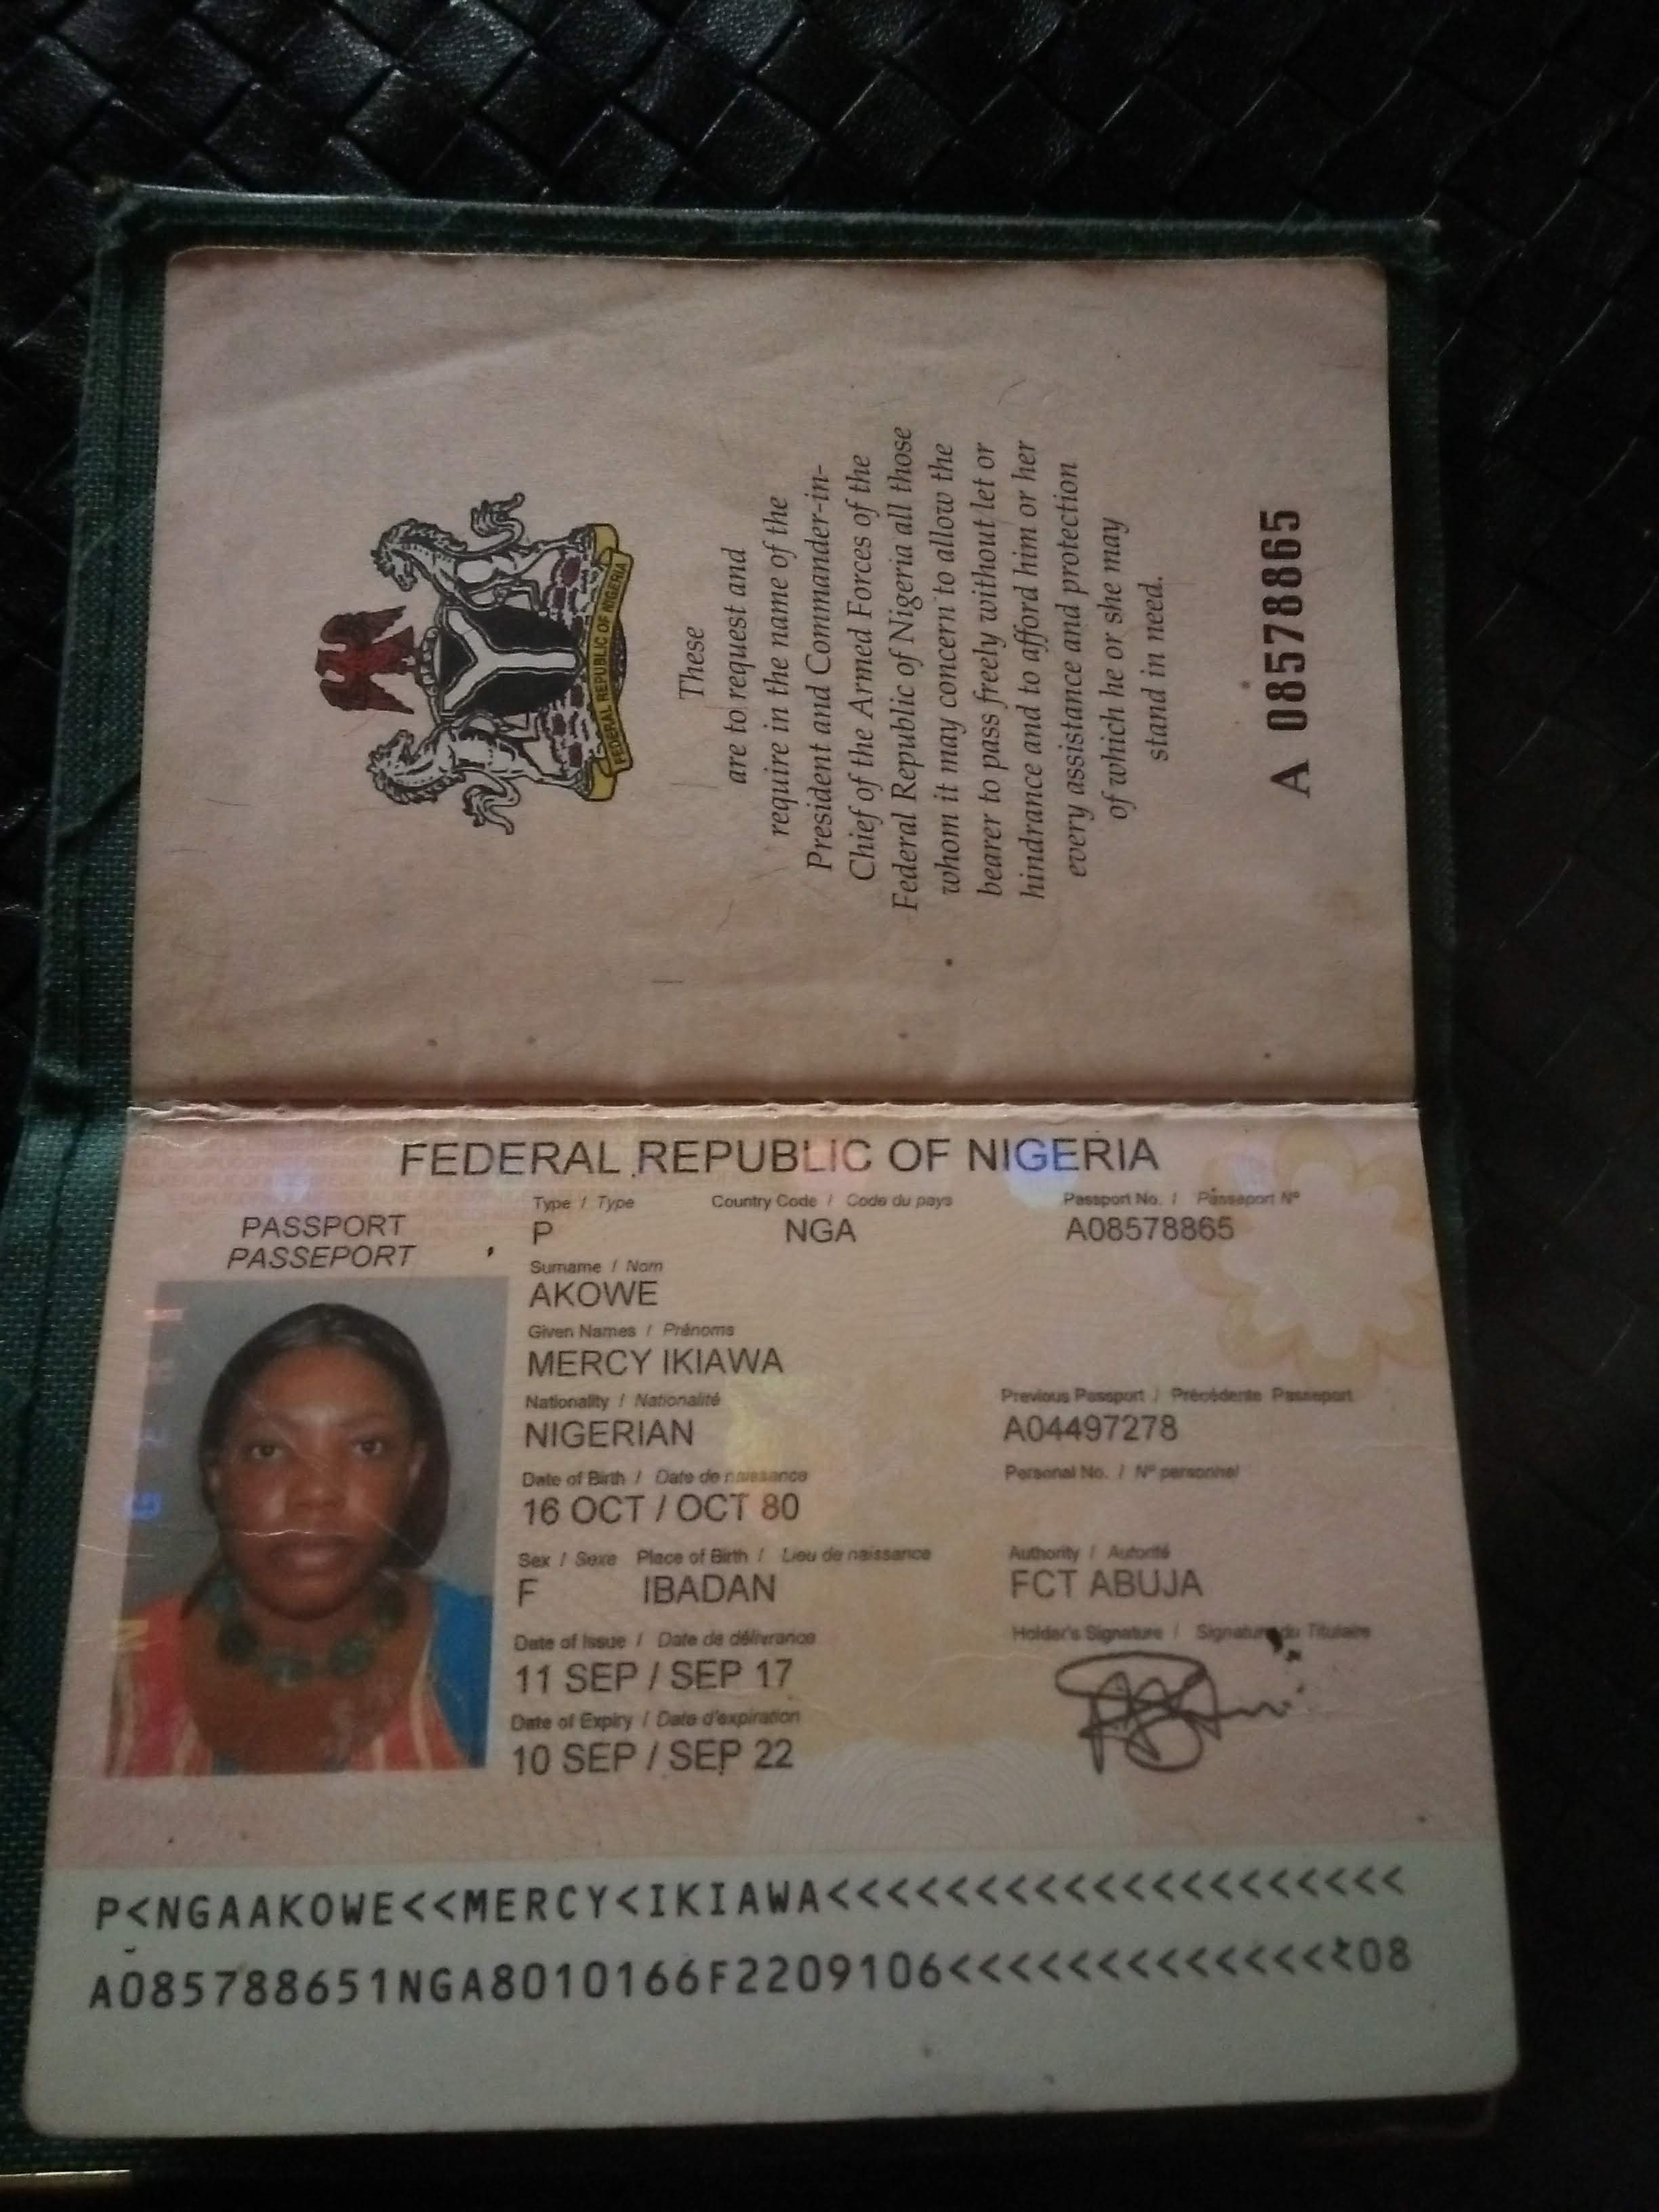 FEDERAL REPUBLIC OF NIGERIA
These
are to request and
require in the name of the
President and Commander-in-
Chief of the Armed Forces of the
Federal Republic of Nigeria all those
whom it may concern to allow the
bearer to pass freely without let or
hindrance and to afford him or her
every assistance and protection
of which he or she may
stand in need.
A 08578865
FEDERAL REPUBLIC OF NIGERIA
PASSPORT
PASSEPORT
Type / Type Country Code / Code du pays Passport No. / Passeport Nº
P NGA A08578865
Surname / Nom
AKOWE
Given Names / Prénoms
MERCY IKIAWA
Nationality / Nationalité Previous Passport / Précédente Passeport
NIGERIAN A04497278
Date of Birth / Date de naissance Personal No. / Nº personnel
16 OCT / OCT 80
Sex / Sexe Place of Birth / Lieu de naissance Authority / Autorité
F IBADAN FCT ABUJA
Date of Issue / Date de délivrance Holder's Signature / Signature du Titulaire
11 SEP / SEP 17
Date of Expiry / Date d'expiration
10 SEP / SEP 22
P<NGAAKOWE<<MERCY<IKIAWA<<<<<<<<<<<<<<<<<<<<
A085788651NGA8010166F2209106<<<<<<<<<<<<<<08